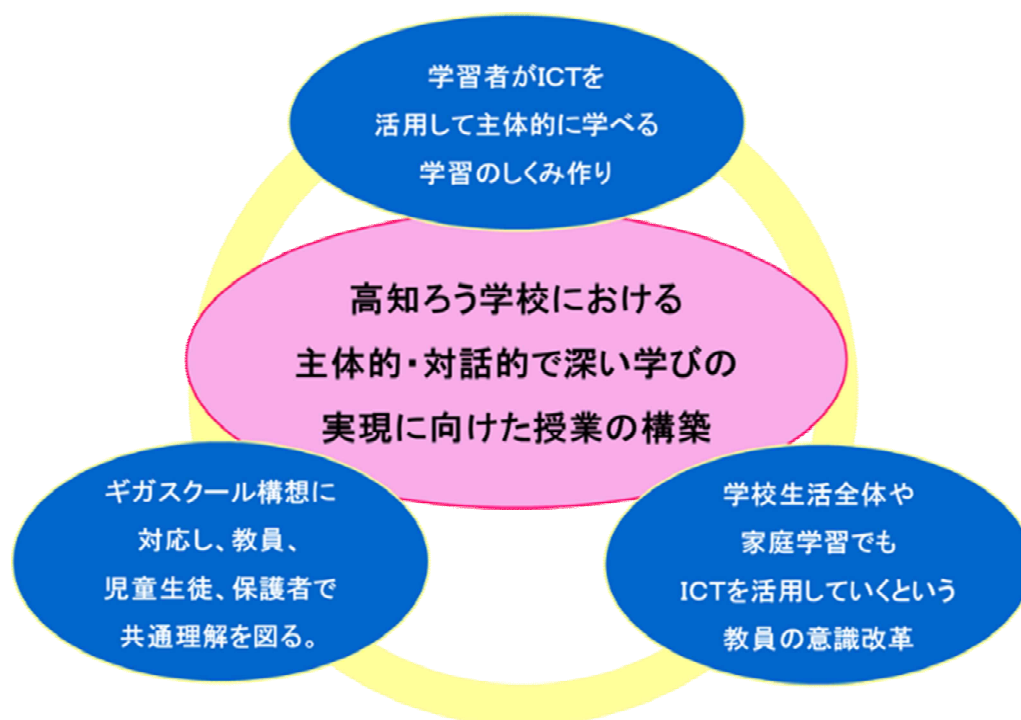 学習者がICTを
活用して主体的に学べる
学習のしくみ作り
高知ろう学校における
主体的・対話的で深い学びの
実現に向けた授業の構築
ギガスクール構想に
対応し、教員、
児童生徒、保護者で
共通理解を図る。
学校生活全体や
家庭学習でも
ICTを活用していくという
教員の意識改革